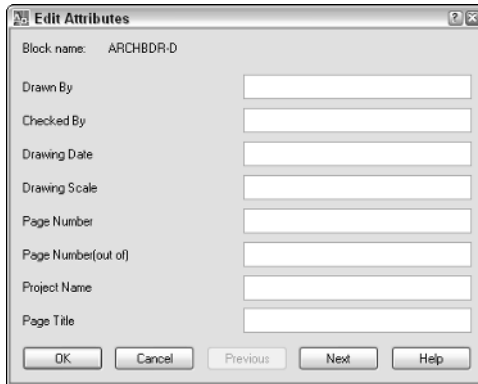 Edit Attributes
Block name: ARCHBDR-D
Drawn By
Checked By
Drawing Date
Drawing Scale
Page Number
Page Number(out of)
Project Name
Page Title
OK Cancel Previous Next Help